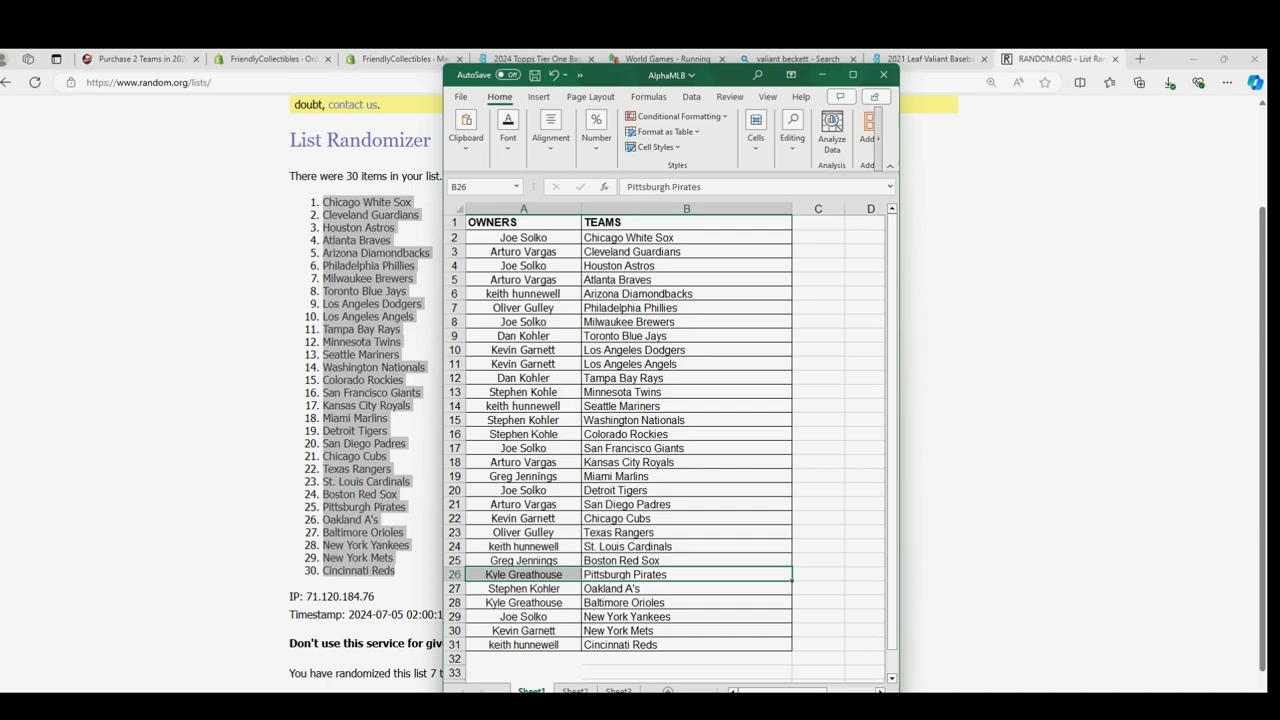 Purchase 2 Teams in 202
FriendlyCollectibles - Or
FriendlyCollectibles - Me
2024 Topps Tier One Bas
World Games - Running
valiant beckett - Search
2021 Leaf Valiant Baseba
RANDOM.ORG - List Ra
https://www.random.org/lists/
doubt, contact us.
List Randomizer
There were 30 items in your list.
1. Chicago White Sox
2. Cleveland Guardians
3. Houston Astros
4. Atlanta Braves
5. Arizona Diamondbacks
6. Philadelphia Phillies
7. Milwaukee Brewers
8. Toronto Blue Jays
9. Los Angeles Dodgers
10. Los Angeles Angels
11. Tampa Bay Rays
12. Minnesota Twins
13. Seattle Mariners
14. Washington Nationals
15. Colorado Rockies
16. San Francisco Giants
17. Kansas City Royals
18. Miami Marlins
19. Detroit Tigers
20. San Diego Padres
21. Chicago Cubs
22. Texas Rangers
23. St. Louis Cardinals
24. Boston Red Sox
25. Pittsburgh Pirates
26. Oakland A's
27. Baltimore Orioles
28. New York Yankees
29. New York Mets
30. Cincinnati Reds
IP: 71.120.184.76
Timestamp: 2024-07-05 02:00:1
Don't use this service for giv
You have randomized this list 7 t
AutoSave Off AlphaMLB
File Home Insert Page Layout Formulas Data Review View Help
Clipboard Font Alignment Number Conditional Formatting Format as Table Cell Styles Styles Cells Editing Analyze Data Analysis Add Add
B26 Pittsburgh Pirates
A B C D
1 OWNERS TEAMS
2 Joe Solko Chicago White Sox
3 Arturo Vargas Cleveland Guardians
4 Joe Solko Houston Astros
5 Arturo Vargas Atlanta Braves
6 keith hunnewell Arizona Diamondbacks
7 Oliver Gulley Philadelphia Phillies
8 Joe Solko Milwaukee Brewers
9 Dan Kohler Toronto Blue Jays
10 Kevin Garnett Los Angeles Dodgers
11 Kevin Garnett Los Angeles Angels
12 Dan Kohler Tampa Bay Rays
13 Stephen Kohle Minnesota Twins
14 keith hunnewell Seattle Mariners
15 Stephen Kohler Washington Nationals
16 Stephen Kohle Colorado Rockies
17 Joe Solko San Francisco Giants
18 Arturo Vargas Kansas City Royals
19 Greg Jennings Miami Marlins
20 Joe Solko Detroit Tigers
21 Arturo Vargas San Diego Padres
22 Kevin Garnett Chicago Cubs
23 Oliver Gulley Texas Rangers
24 keith hunnewell St. Louis Cardinals
25 Greg Jennings Boston Red Sox
26 Kyle Greathouse Pittsburgh Pirates
27 Stephen Kohler Oakland A's
28 Kyle Greathouse Baltimore Orioles
29 Joe Solko New York Yankees
30 Kevin Garnett New York Mets
31 keith hunnewell Cincinnati Reds
32
33
Sheet1 Sheet2 Sheet3